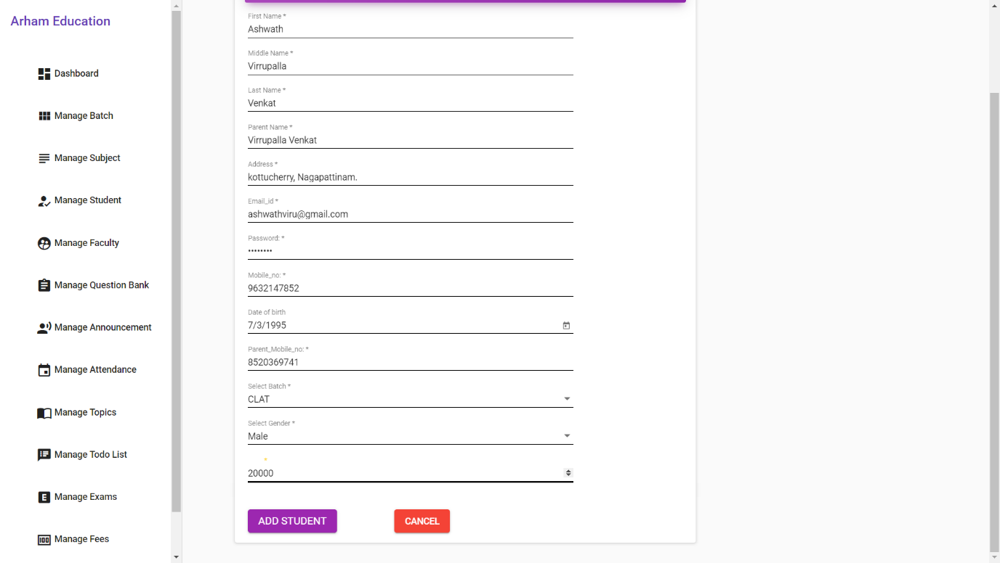 Arham Education
Dashboard
Manage Batch
Manage Subject
Manage Student
Manage Faculty
Manage Question Bank
Manage Announcement
Manage Attendance
Manage Topics
Manage Todo List
E Manage Exams
Manage Fees
First Name *
Ashwath
Middle Name *
Virrupalla
Last Name *
Venkat
Parent Name *
Virrupalla Venkat
Address *
kottucherry, Nagapattinam.
Email_id *
ashwathviru@gmail.com
Password: *
••••••••
Mobile_no: *
9632147852
Date of birth
7/3/1995
Parent_Mobile_no: *
8520369741
Select Batch *
CLAT
Select Gender *
Male
*
20000
ADD STUDENT
CANCEL